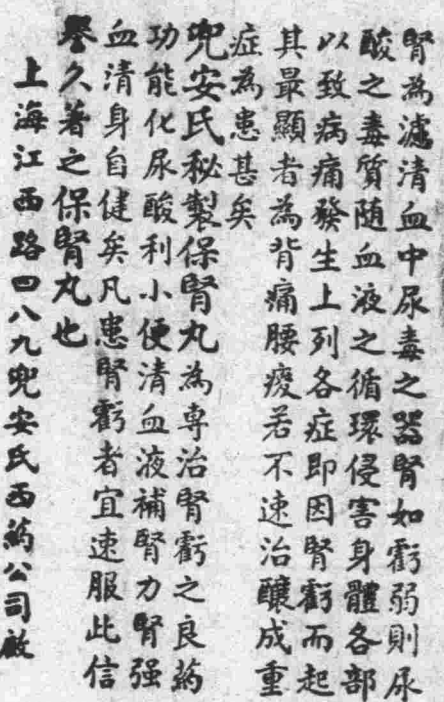 腎為濾清血中尿毒之器腎如虧弱則尿
酸之毒質随血液之循環侵害身體各部
以致病痛發生上列各症即因腎虧而起
其最顯者為背痛腰痠若不速治釀成重
症為患甚矣
兜安氏秘製保腎丸為專治腎虧之良葯
功能化尿酸利小便清血液補腎力腎强
血清身自健矣凡患腎虧者宜速服此信
譽久著之保腎丸也
上海江西路四八九兜安氏西葯公司啟